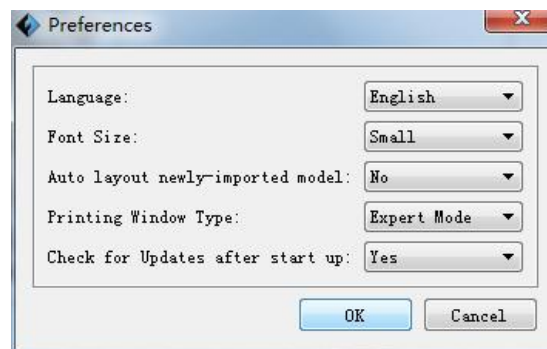 Preferences
Language: English
Font Size: Small
Auto layout newly-imported model: No
Printing Window Type: Expert Mode
Check for Updates after start up: Yes
OK Cancel